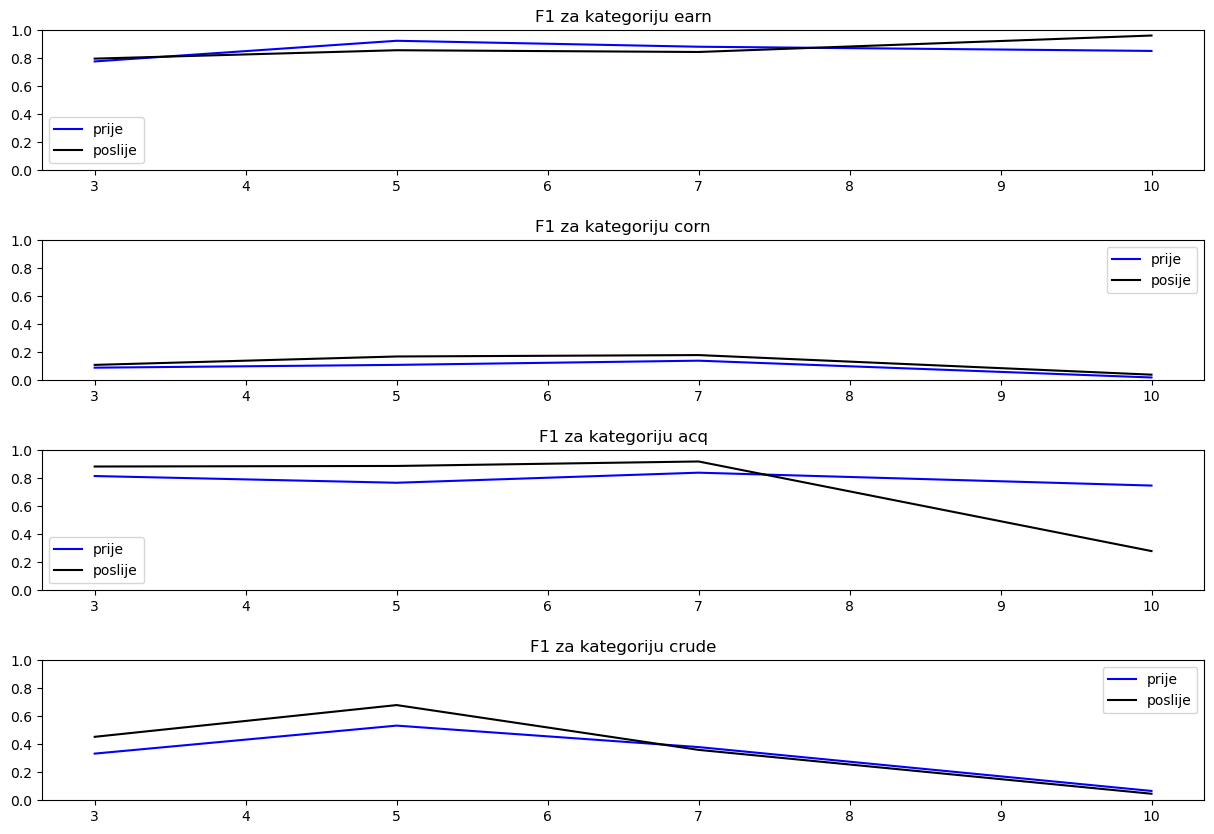 F1 za kategoriju earn
1.0
0.8
0.6
0.4
0.2
0.0
prije
poslije
3 4 5 6 7 8 9 10
F1 za kategoriju corn
1.0
0.8
0.6
0.4
0.2
0.0
prije
posije
3 4 5 6 7 8 9 10
F1 za kategoriju acq
1.0
0.8
0.6
0.4
0.2
0.0
prije
poslije
3 4 5 6 7 8 9 10
F1 za kategoriju crude
1.0
0.8
0.6
0.4
0.2
0.0
prije
poslije
3 4 5 6 7 8 9 10